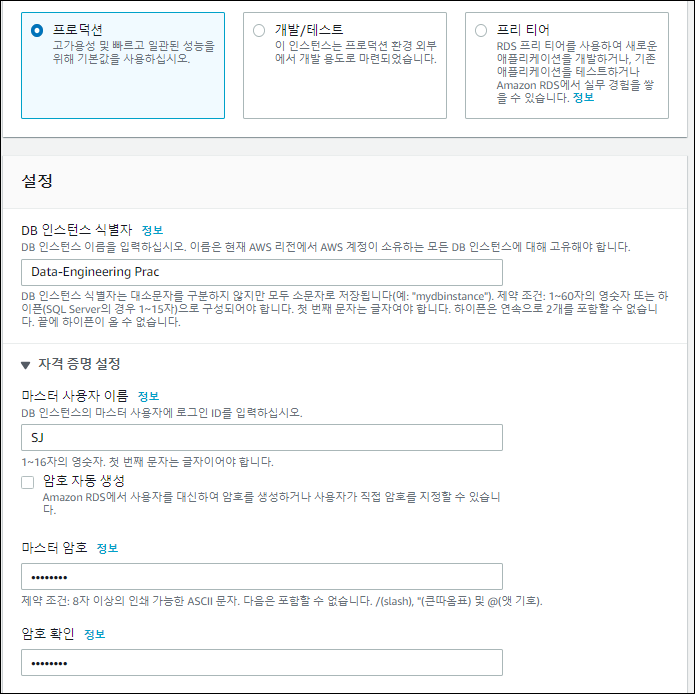 프로덕션
고가용성 및 빠르고 일관된 성능을
위해 기본값을 사용하십시오.
개발/테스트
이 인스턴스는 프로덕션 환경 외부
에서 개발 용도로 마련되었습니다.
프리 티어
RDS 프리 티어를 사용하여 새로운
애플리케이션을 개발하거나, 기존
애플리케이션을 테스트하거나
Amazon RDS에서 실무 경험을 쌓
을 수 있습니다. 정보
설정
DB 인스턴스 식별자 정보
DB 인스턴스 이름을 입력하십시오. 이름은 현재 AWS 리전에서 AWS 계정이 소유하는 모든 DB 인스턴스에 대해 고유해야 합니다.
Data-Engineering Prac
DB 인스턴스 식별자는 대소문자를 구분하지 않지만 모두 소문자로 저장됩니다(예: "mydbinstance"). 제약 조건: 1~60자의 영숫자 또는 하
이픈(SQL Server의 경우 1~15자)으로 구성되어야 합니다. 첫 번째 문자는 글자여야 합니다. 하이픈은 연속으로 2개를 포함할 수 없습니
다. 끝에 하이픈이 올 수 없습니다.
자격 증명 설정
마스터 사용자 이름 정보
DB 인스턴스의 마스터 사용자에 로그인 ID를 입력하십시오.
SJ
1~16자의 영숫자. 첫 번째 문자는 글자이어야 합니다.
암호 자동 생성
Amazon RDS에서 사용자를 대신하여 암호를 생성하거나 사용자가 직접 암호를 지정할 수 있습니
다.
마스터 암호 정보
••••••••
제약 조건: 8자 이상의 인쇄 가능한 ASCII 문자. 다음은 포함할 수 없습니다. /(slash), "(큰따옴표) 및 @(앳 기호).
암호 확인 정보
••••••••